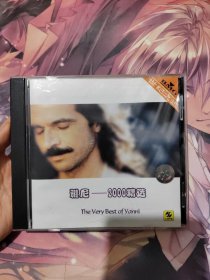 雅尼——2000精选
The Very Best of Yanni